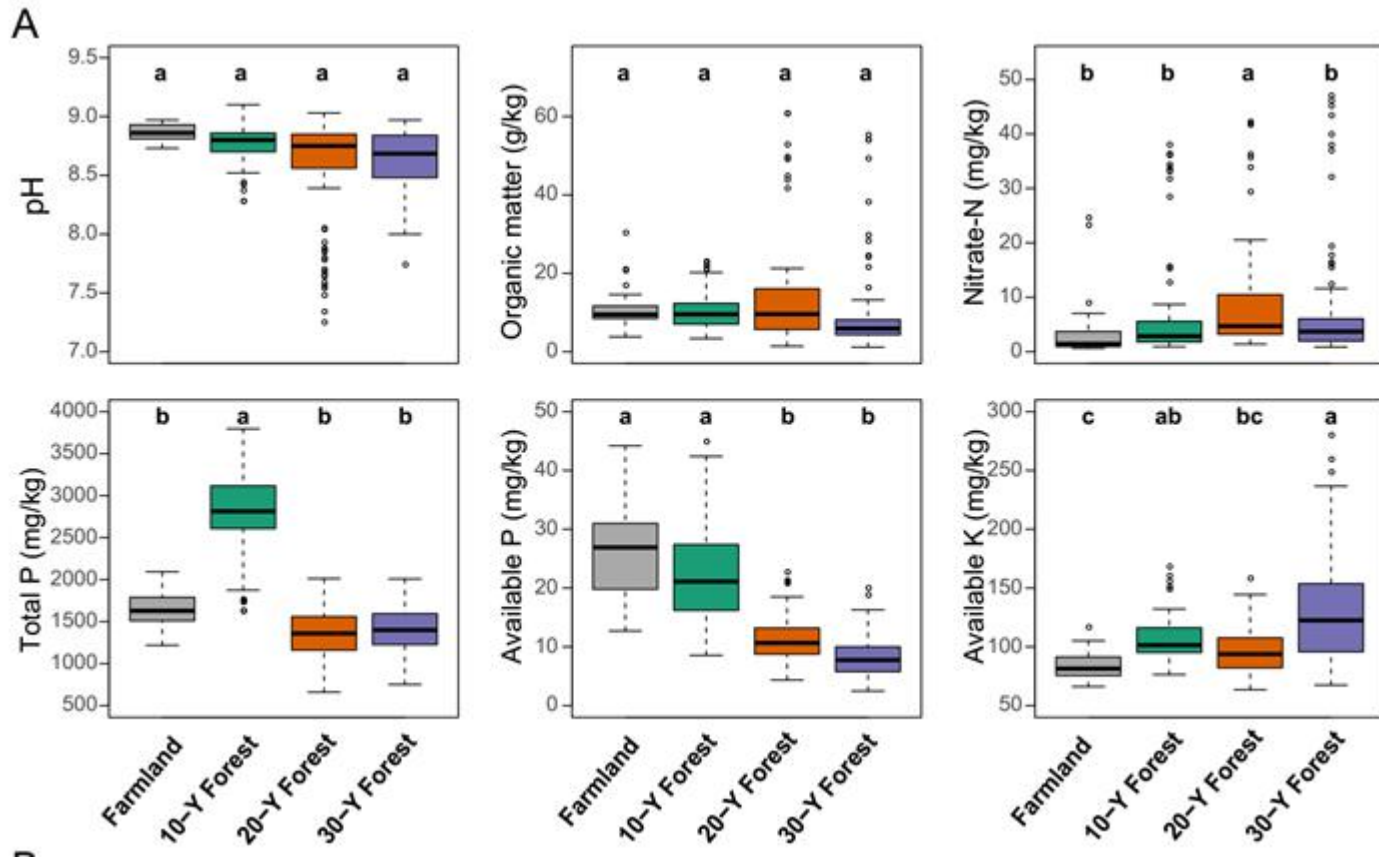 A
pH
9.5
9.0
8.5
8.0
7.5
7.0
a a a a
Organic matter (g/kg)
60
40
20
0
a a a a
Nitrate-N (mg/kg)
50
40
30
20
10
0
b b a b
Total P (mg/kg)
4000
3500
3000
2500
2000
1500
1000
500
b a b b
Available P (mg/kg)
50
40
30
20
10
0
a a b b
Available K (mg/kg)
300
250
200
150
100
50
c ab bc a
Farmland
10–Y Forest
20–Y Forest
30–Y Forest
Farmland
10–Y Forest
20–Y Forest
30–Y Forest
Farmland
10–Y Forest
20–Y Forest
30–Y Forest